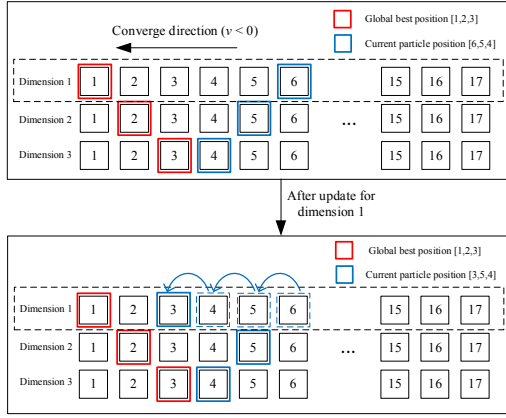 Converge direction (v < 0)
Global best position [1,2,3]
Current particle position [6,5,4]
Dimension 1 1 2 3 4 5 6 15 16 17
Dimension 2 1 2 3 4 5 6 ... 15 16 17
Dimension 3 1 2 3 4 5 6 15 16 17
After update for
dimension 1
Global best position [1,2,3]
Current particle position [3,5,4]
Dimension 1 1 2 3 4 5 6 15 16 17
Dimension 2 1 2 3 4 5 6 ... 15 16 17
Dimension 3 1 2 3 4 5 6 15 16 17